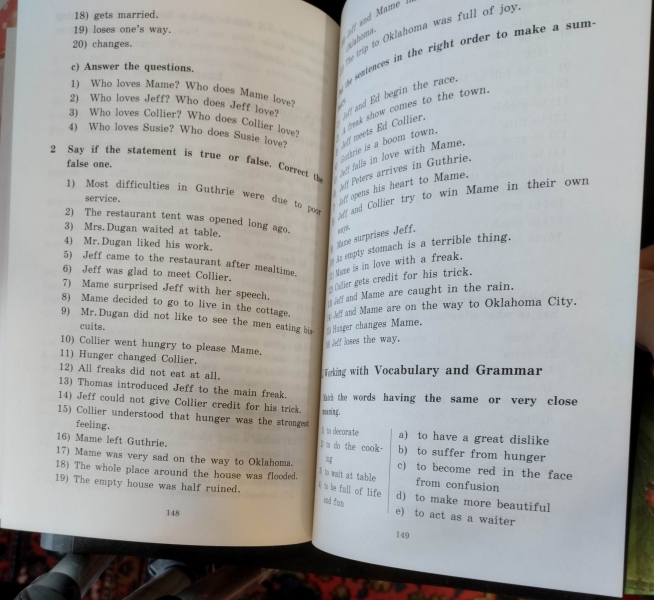 18) gets married.
19) loses one's way.
20) changes.
c) Answer the questions.
1) Who loves Mame? Who does Mame love?
2) Who loves Jeff? Who does Jeff love?
3) Who loves Collier? Who does Collier love?
4) Who loves Susie? Who does Susie love?
2 Say if the statement is true or false. Correct the
false one.
1) Most difficulties in Guthrie were due to poor
service.
2) The restaurant tent was opened long ago.
3) Mrs. Dugan waited at table.
4) Mr. Dugan liked his work.
5) Jeff came to the restaurant after mealtime.
6) Jeff was glad to meet Collier.
7) Mame surprised Jeff with her speech.
8) Mame decided to go to live in the cottage.
9) Mr. Dugan did not like to see the men eating bis-
cuits.
10) Collier went hungry to please Mame.
11) Hunger changed Collier.
12) All freaks did not eat at all.
13) Thomas introduced Jeff to the main freak.
14) Jeff could not give Collier credit for his trick.
15) Collier understood that hunger was the strongest
feeling.
16) Mame left Guthrie.
17) Mame was very sad on the way to Oklahoma.
18) The whole place around the house was flooded.
19) The empty house was half ruined.
148
Jeff and Mame
Oklahoma.
The trip to Oklahoma was full of joy.
the sentences in the right order to make a sum-
Jeff and Ed begin the race.
A freak show comes to the town.
Jeff meets Ed Collier.
Guthrie is a boom town.
Jeff falls in love with Mame.
Jeff Peters arrives in Guthrie.
Jeff opens his heart to Mame.
Jeff and Collier try to win Mame in their own
ways.
Mame surprises Jeff.
An empty stomach is a terrible thing.
Mame is in love with a freak.
Collier gets credit for his trick.
Jeff and Mame are caught in the rain.
Jeff and Mame are on the way to Oklahoma City.
Hunger changes Mame.
Jeff loses the way.
Working with Vocabulary and Grammar
Match the words having the same or very close
meaning.
1) to decorate
2) to do the cook-
ing
3) to wait at table
4) to be full of life
and fun
a) to have a great dislike
b) to suffer from hunger
c) to become red in the face
from confusion
d) to make more beautiful
e) to act as a waiter
149